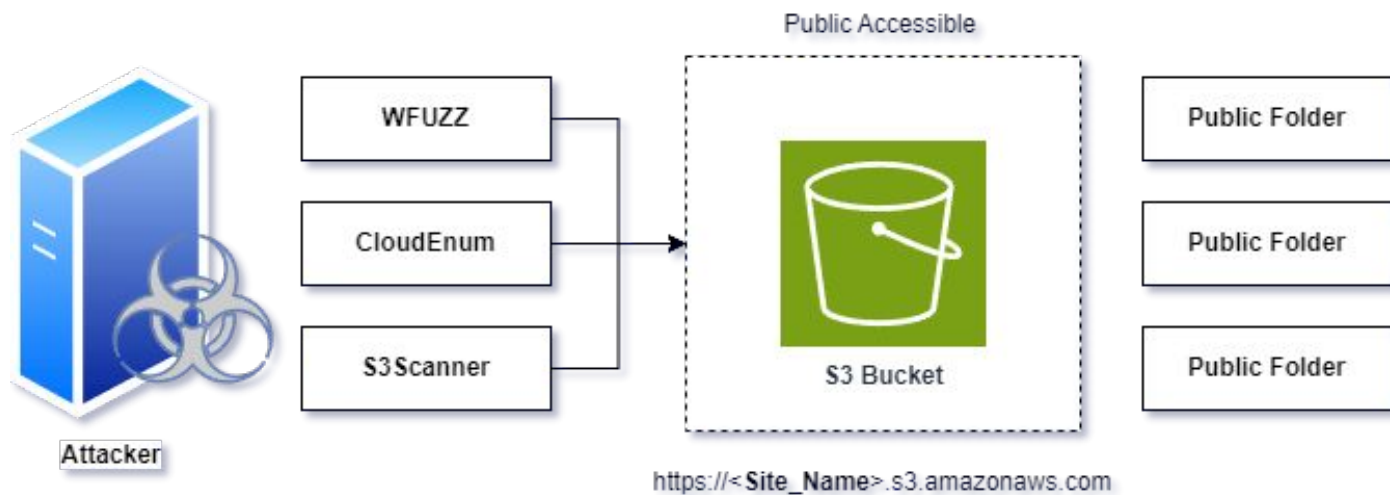 Public Accessible
WFUZZ
Public Folder
CloudEnum
Public Folder
S3Scanner
Public Folder
S3 Bucket
Attacker
https://<Site_Name>.s3.amazonaws.com